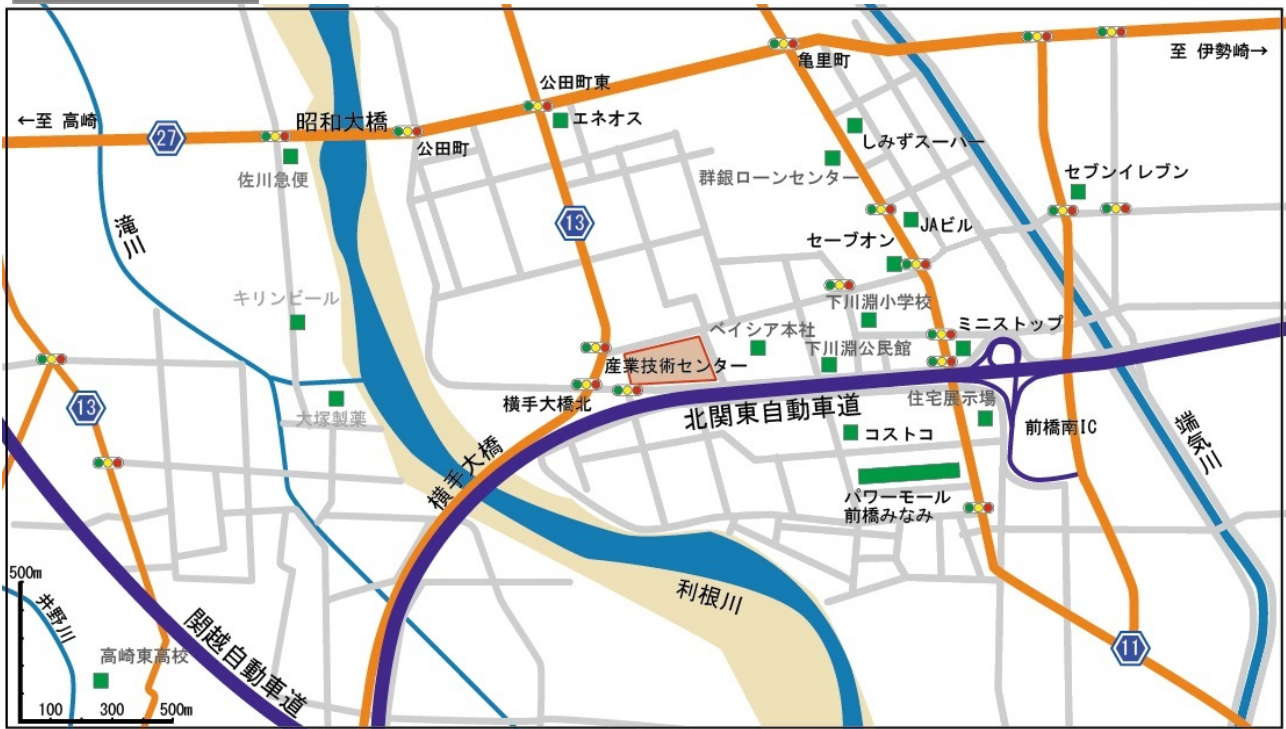 至 伊勢崎→
亀里町
公田町東
エネオス
←至 高崎
27
昭和大橋
公田町
しみずスーパー
佐川急便
群銀ローンセンター
セブンイレブン
滝川
13
JAビル
セーブオン
キリンビール
下川淵小学校
ベイシア本社
ミニストップ
下川淵公民館
産業技術センター
横手大橋北
13
大塚製薬
北関東自動車道
住宅展示場
前橋南IC
コストコ
端気川
横手大橋
パワーモール
前橋みなみ
500m
利根川
井野川
関越自動車道
高崎東高校
11
100 300 500m